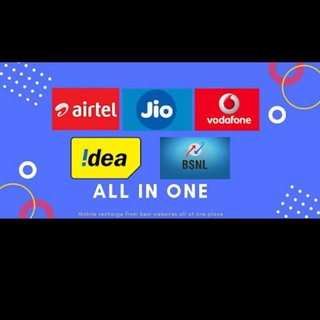 airtel Jio vodafone
!dea BSNL
ALL IN ONE
Mobile recharge from best websites all at one place